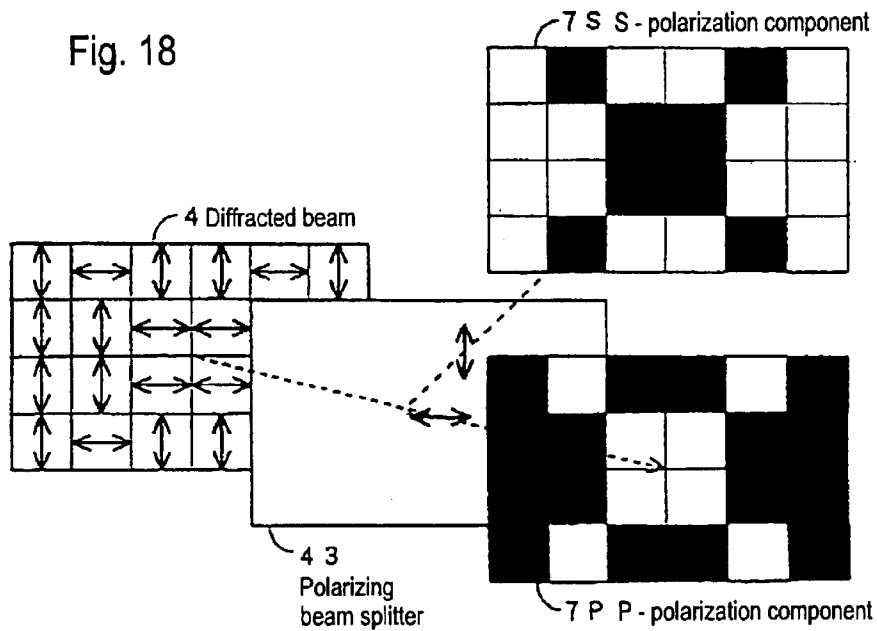 Fig. 18
7 S S - polarization component
4 Diffracted beam
4 3
Polarizing
beam splitter
7 P P - polarization component